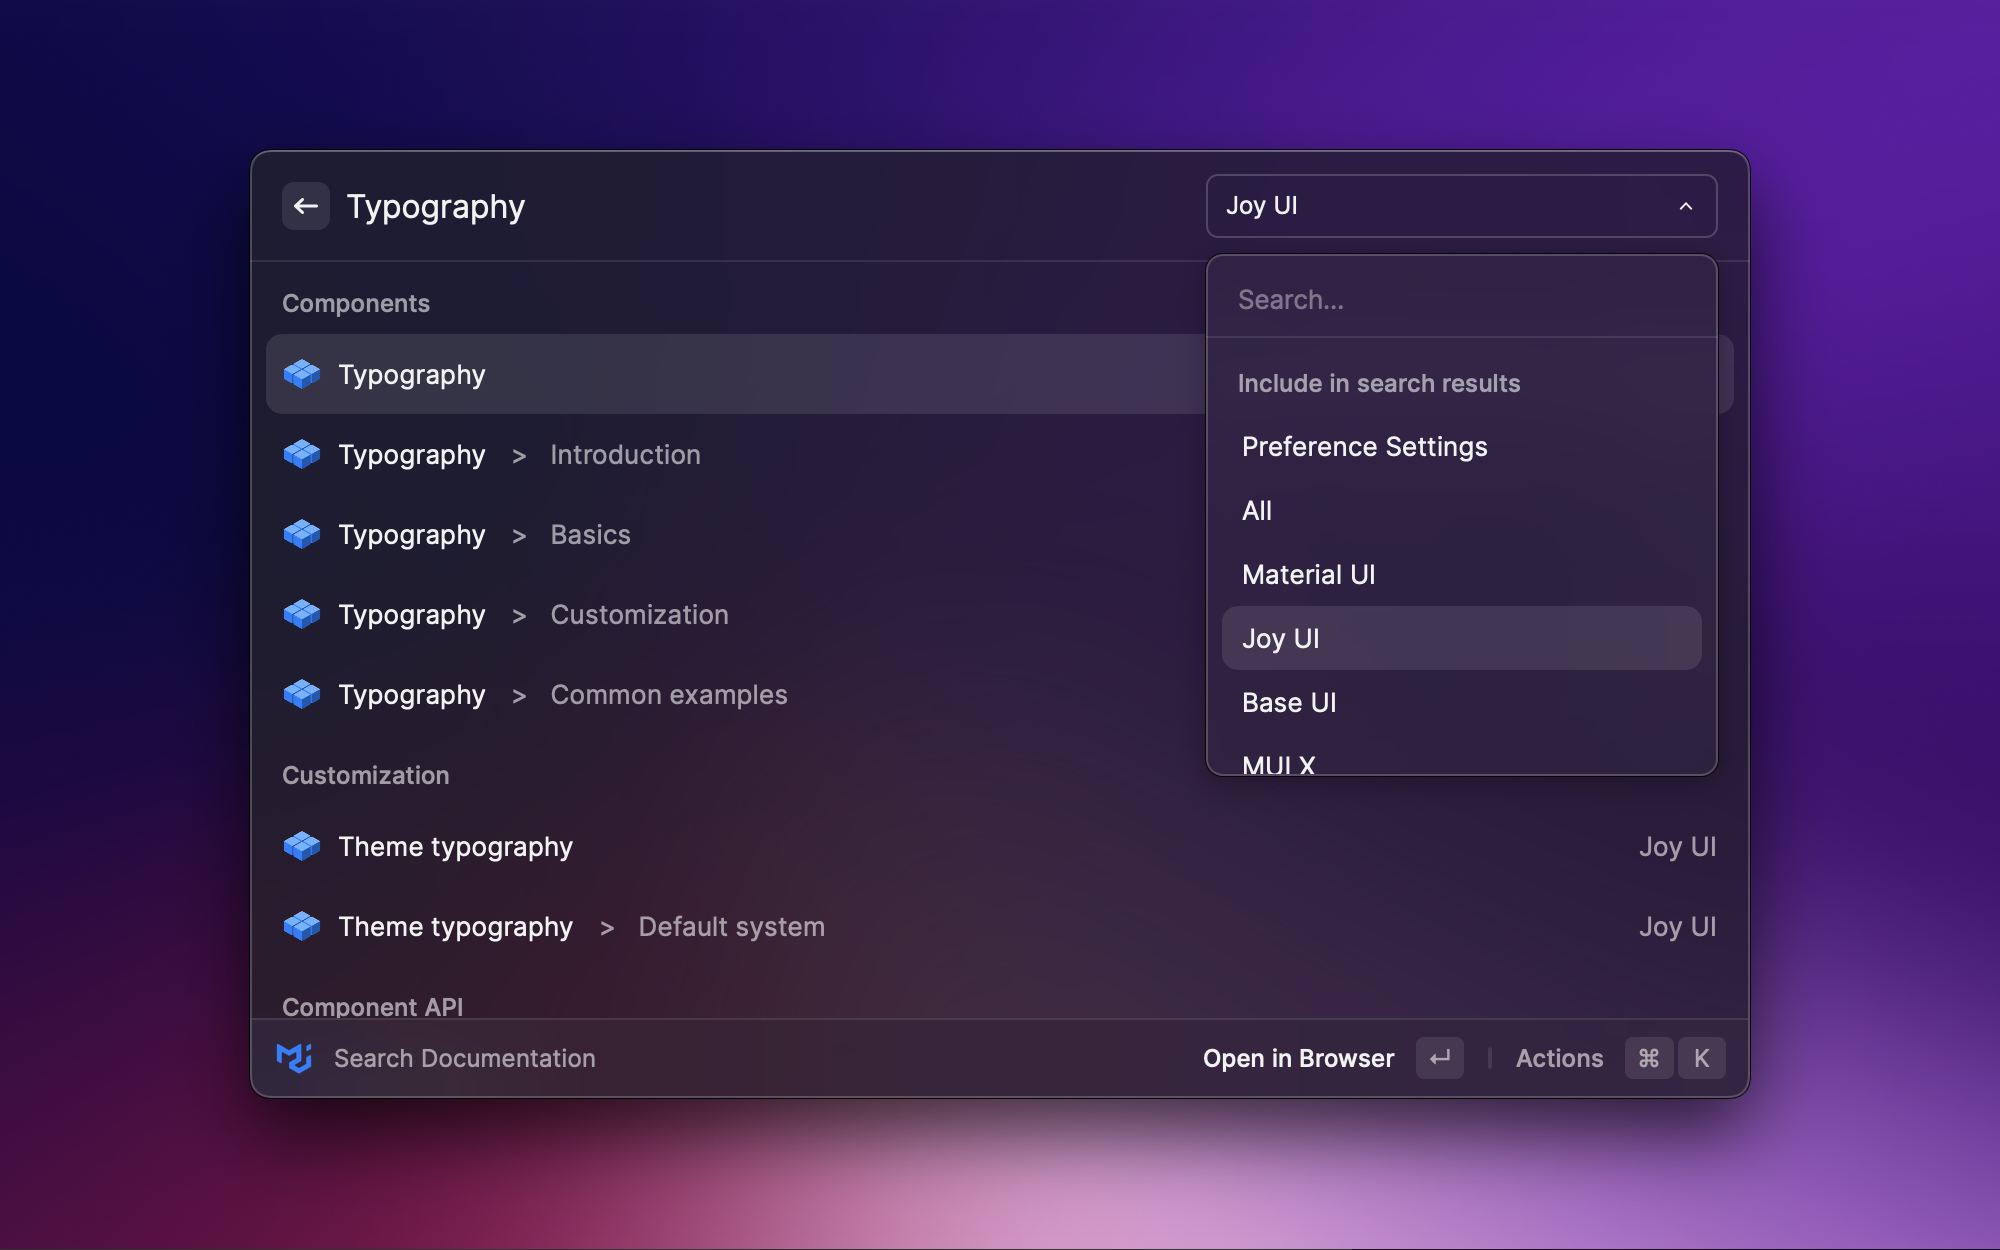 Typography
Joy UI
Search...
Include in search results
Preference Settings
All
Material UI
Joy UI
Base UI
MUI X
Components
Typography
Typography > Introduction
Typography > Basics
Typography > Customization
Typography > Common examples
Customization
Theme typography Joy UI
Theme typography > Default system Joy UI
Component API
Search Documentation Open in Browser ↵ | Actions ⌘ K